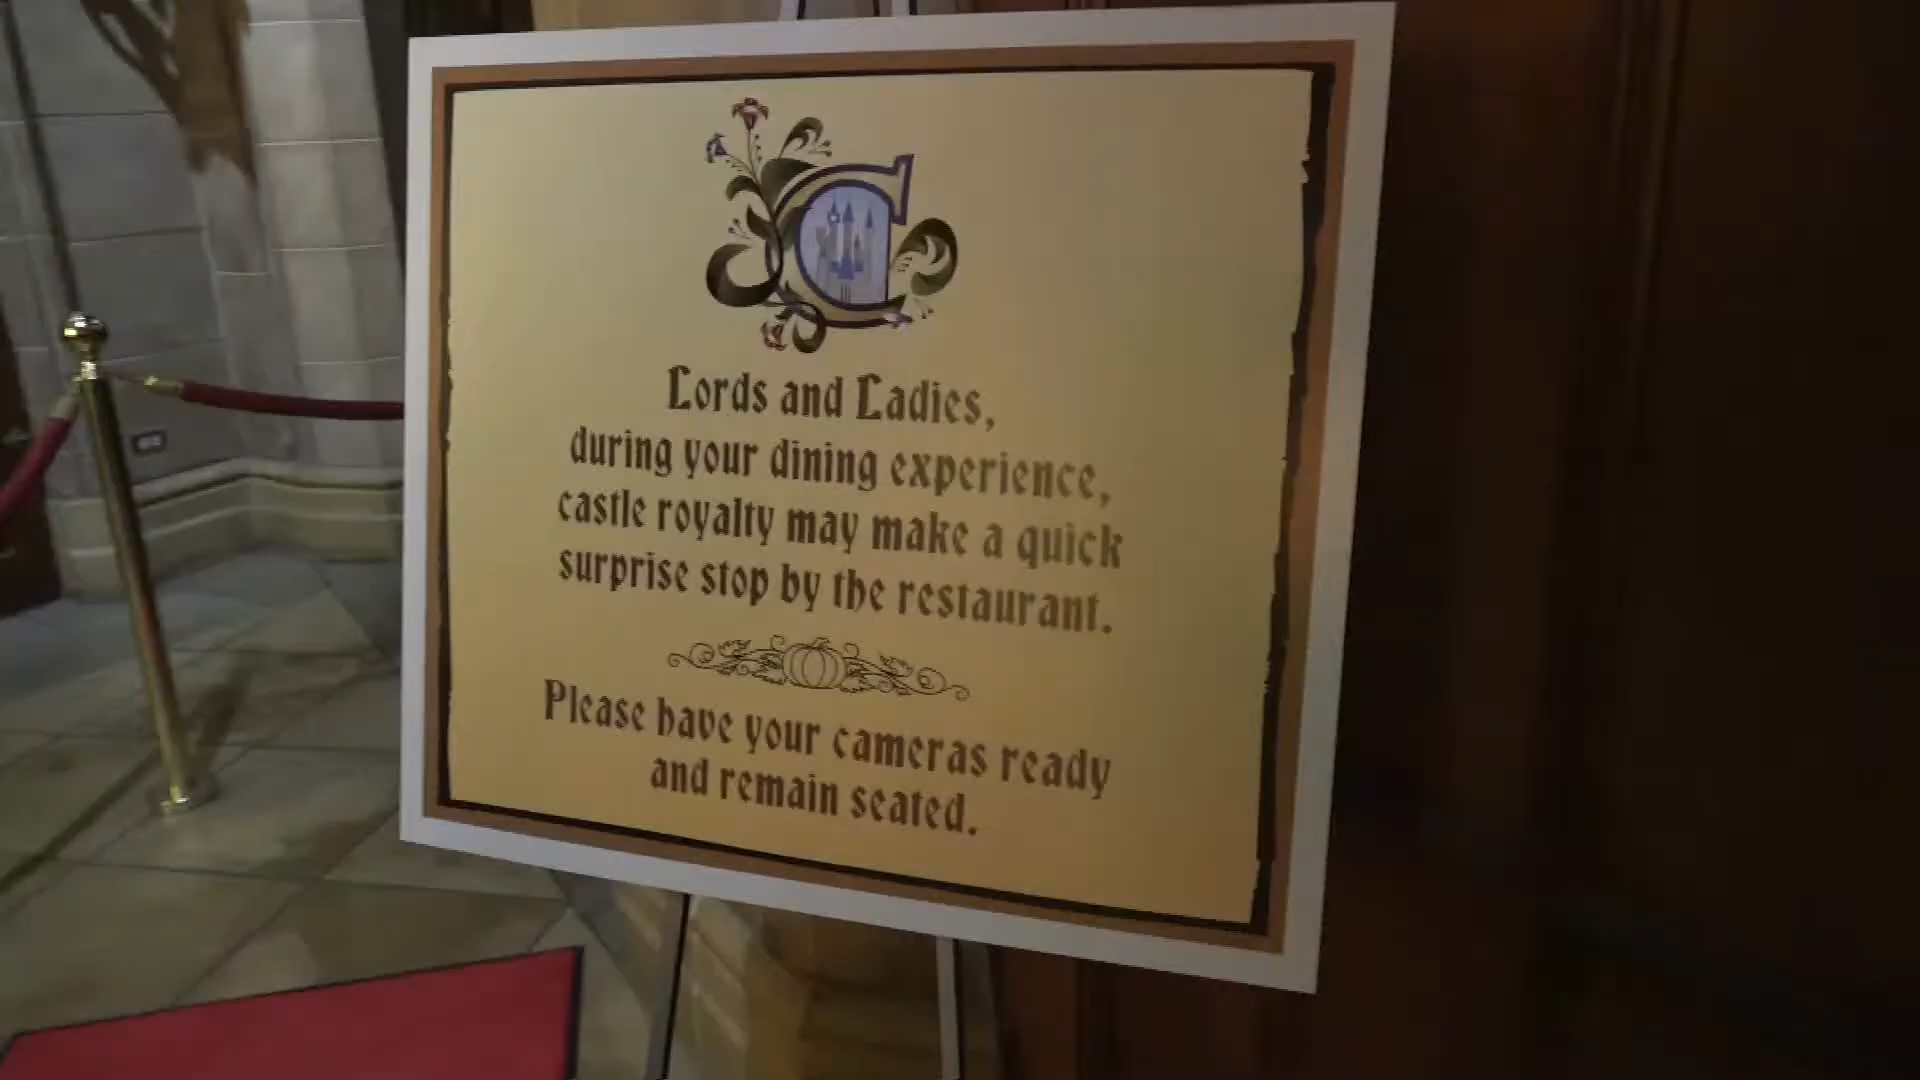 C
Lords and Ladies,
during your dining experience,
castle royalty may make a quick
surprise stop by the restaurant.
Please have your cameras ready
and remain seated.